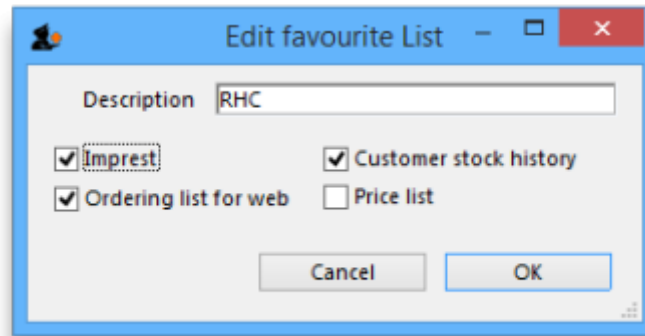 Edit favourite List
Description RHC
Imprest Customer stock history
Ordering list for web Price list
Cancel OK